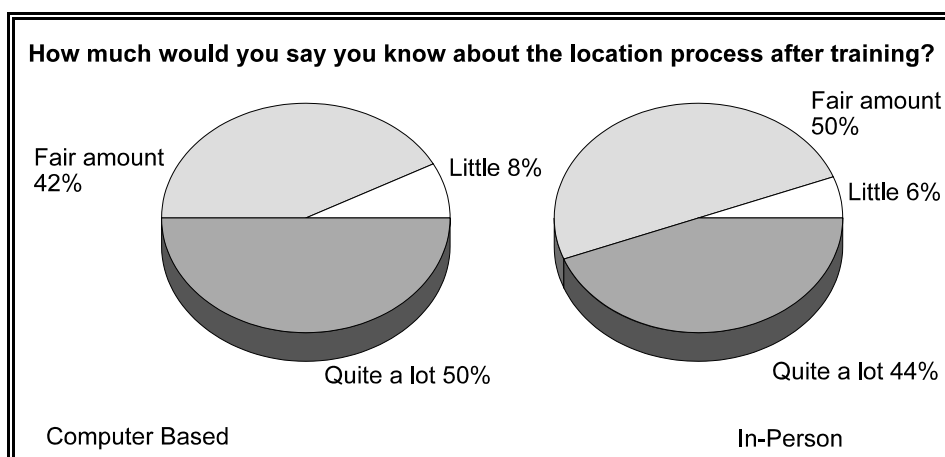 How much would you say you know about the location process after training?
Fair amount
42%
Little 8%
Quite a lot 50%
Computer Based
Fair amount
50%
Little 6%
Quite a lot 44%
In-Person